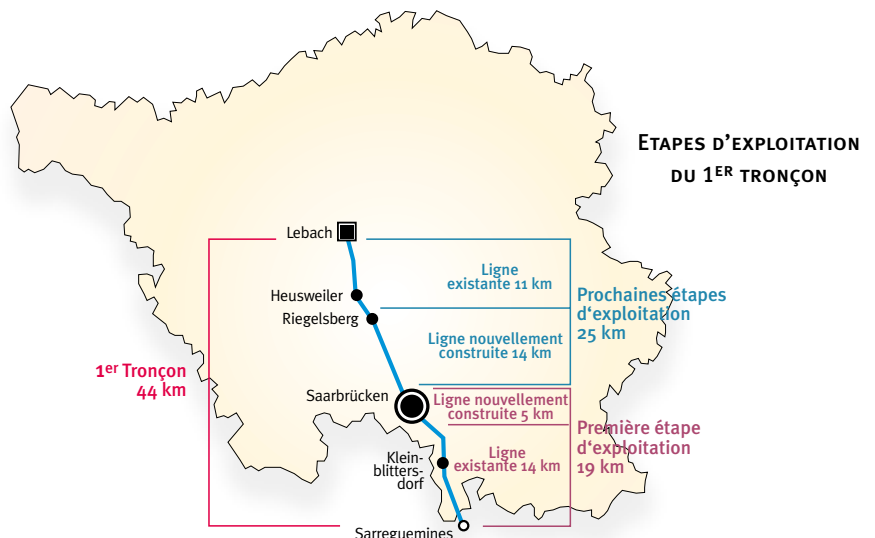 ETAPES D'EXPLOITATION
DU 1ER TRONÇON
Lebach
Heusweiler
Riegelsberg
Saarbrücken
Klein-
blitters-
dorf
Sarreguemines
1er Tronçon
44 km
Ligne
existante 11 km
Ligne nouvellement
construite 14 km
Prochaines étapes
d'exploitation
25 km
Ligne nouvellement
construite 5 km
Ligne
existante 14 km
Première étape
d'exploitation
19 km